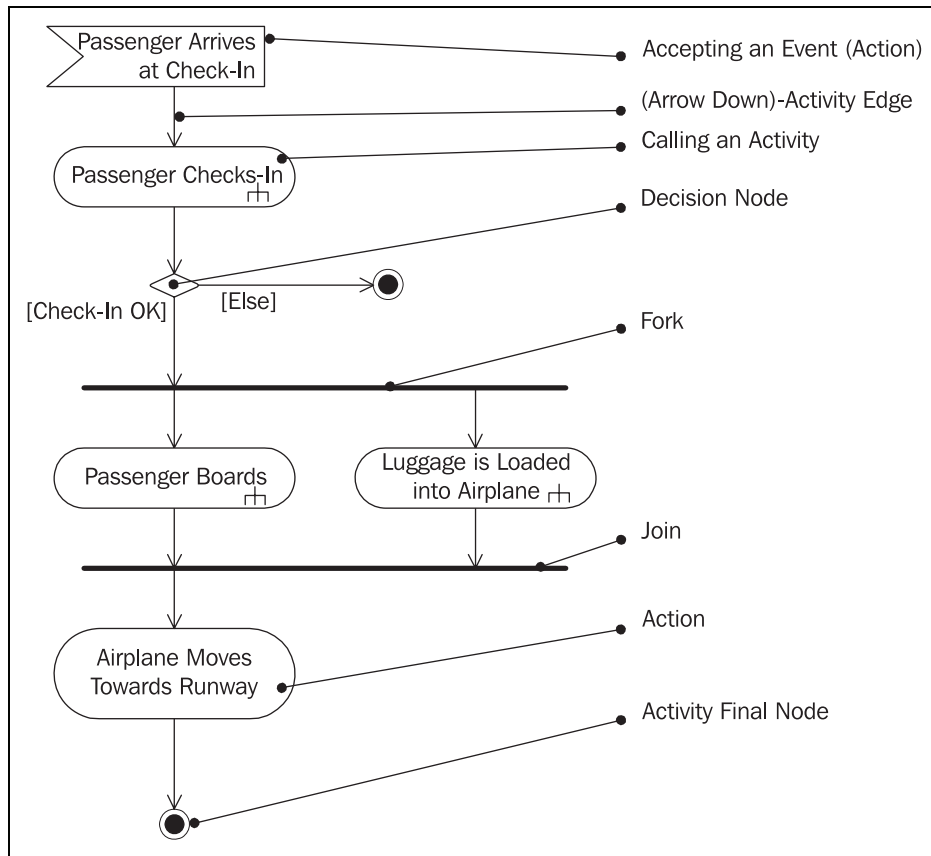 Passenger Arrives
at Check-In
Accepting an Event (Action)
(Arrow Down)-Activity Edge
Calling an Activity
Passenger Checks-In
Decision Node
[Check-In OK]
[Else]
Fork
Passenger Boards
Luggage is Loaded
into Airplane
Join
Action
Airplane Moves
Towards Runway
Activity Final Node